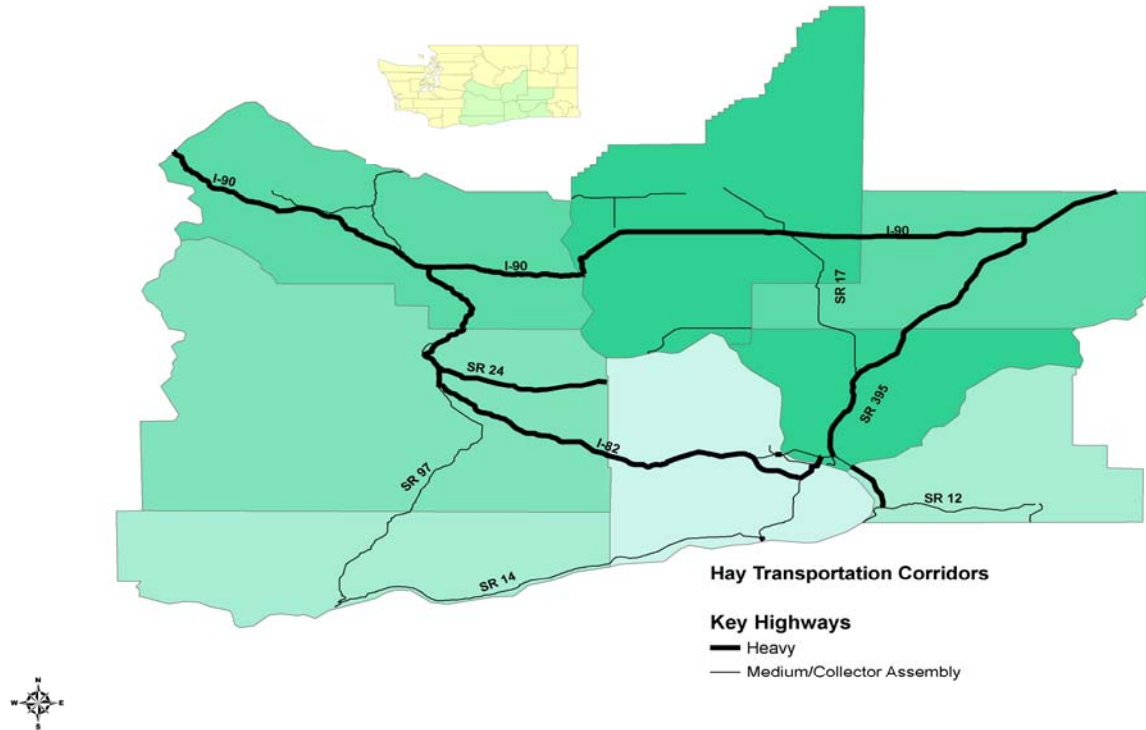 I-90
I-90
I-90
SR 17
SR 24
SR 395
I-82
SR 97
SR 12
SR 14
Hay Transportation Corridors
Key Highways
Heavy
Medium/Collector Assembly
N
W E
S